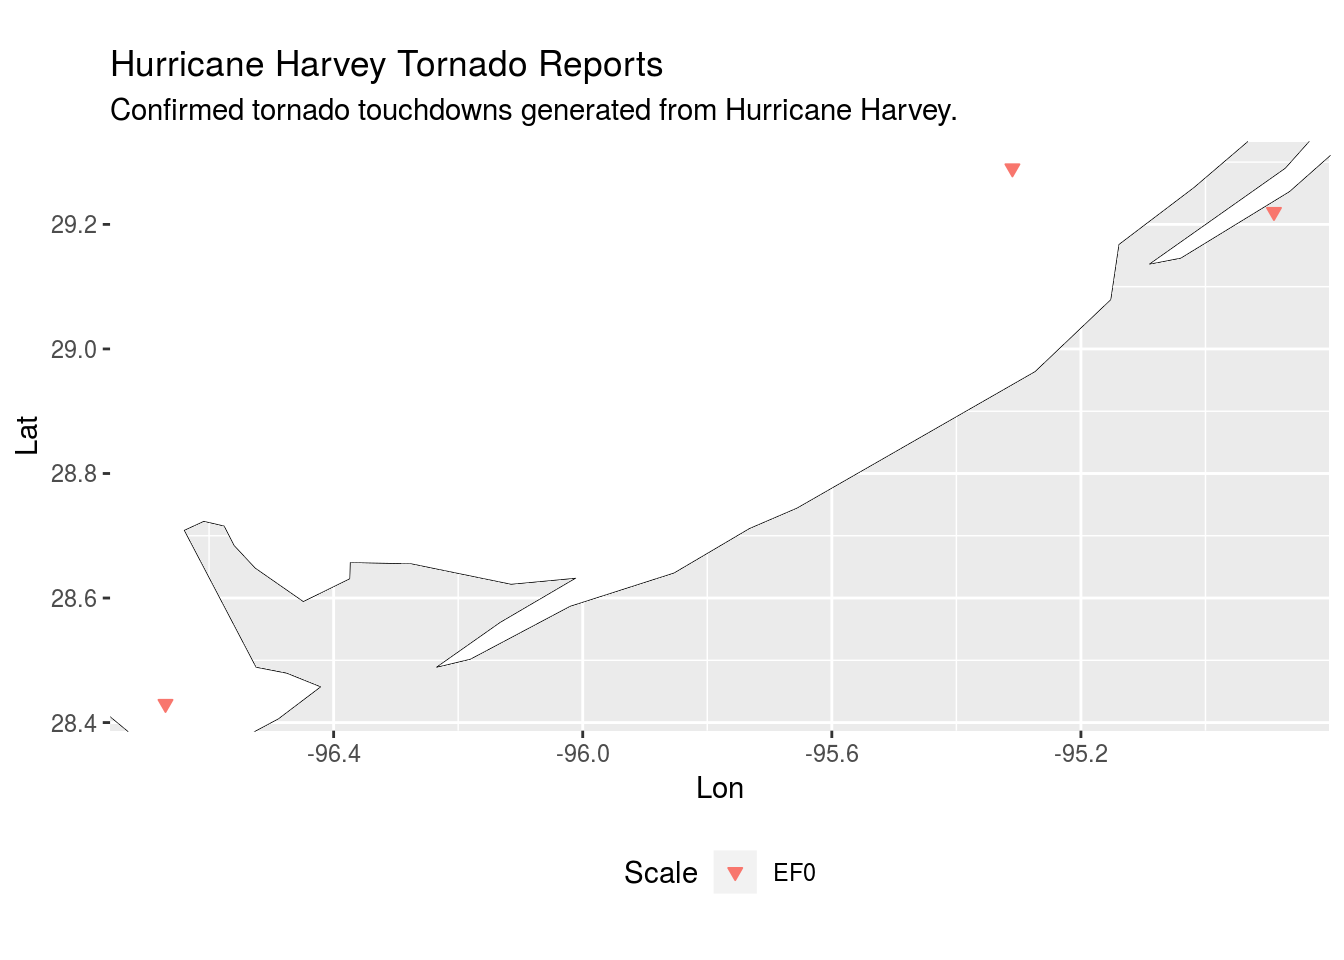 Hurricane Harvey Tornado Reports
Confirmed tornado touchdowns generated from Hurricane Harvey.
29.2
29.0
28.8
28.6
28.4
Lat
-96.4 -96.0 -95.6 -95.2
Lon
Scale EF0